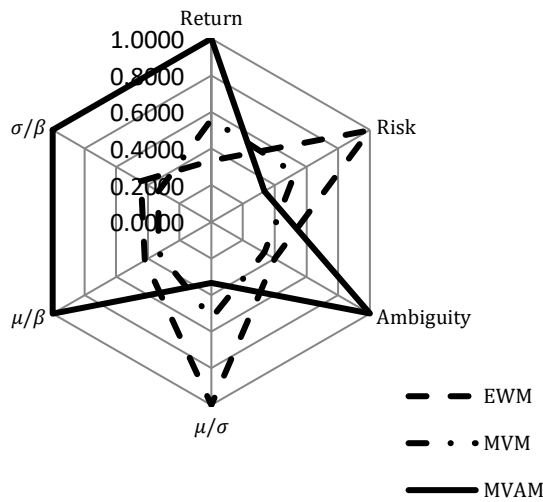 Return
1.0000
0.8000
0.6000
0.4000
0.2000
0.0000
σ/β
Risk
μ/β
Ambiguity
μ/σ
EWM
MVM
MVAM